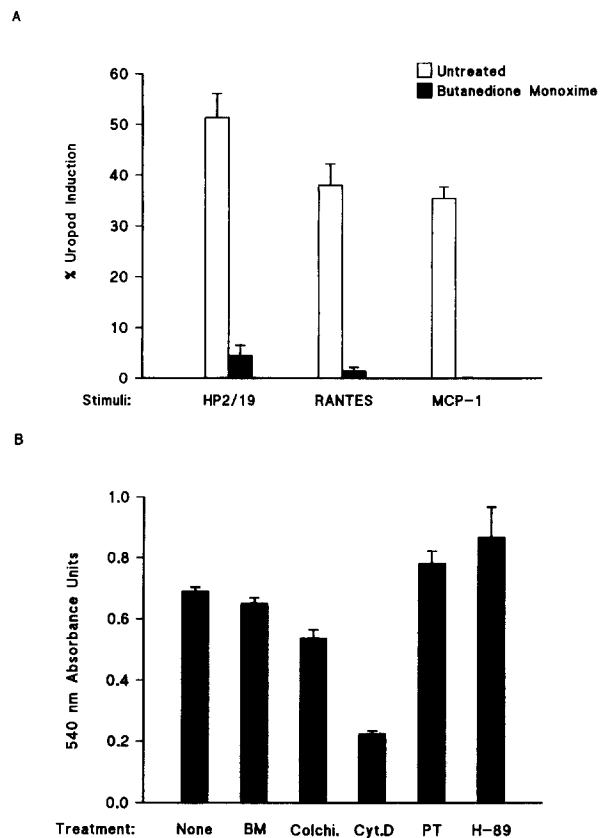 A
60
50
40
30
20
10
0
% Uropod Induction
Untreated
Butanedione Monoxime
Stimuli: HP2/19 RANTES MCP-1
B
1.0
0.8
0.6
0.4
0.2
0.0
540 nm Absorbance Units
Treatment: None BM Colchi. Cyt.D PT H-89